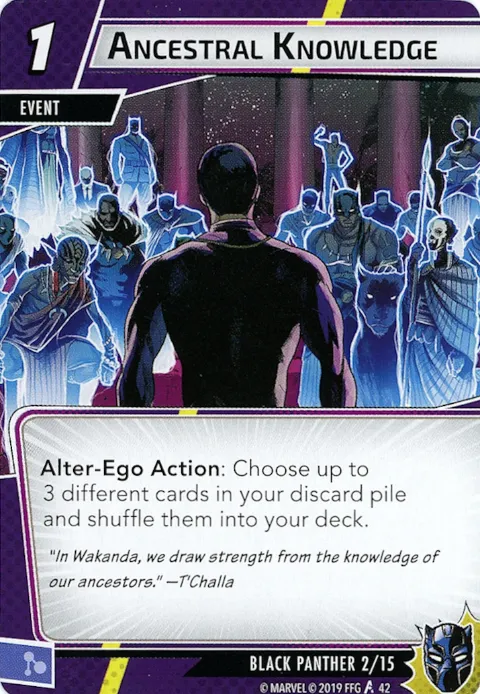 1
ANCESTRAL KNOWLEDGE
EVENT
Alter-Ego Action: Choose up to
3 different cards in your discard pile
and shuffle them into your deck.
"In Wakanda, we draw strength from the knowledge of
our ancestors." —T'Challa
BLACK PANTHER 2/15
© MARVEL © 2019 FFG 42